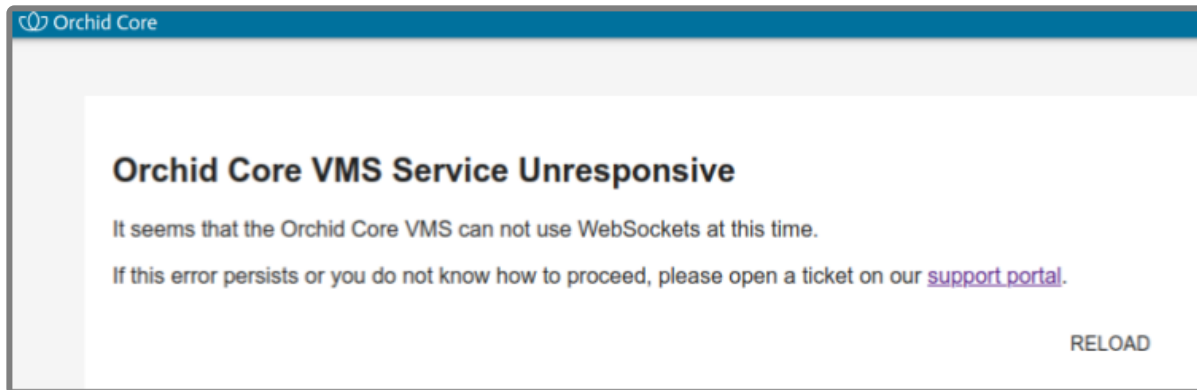 Orchid Core
Orchid Core VMS Service Unresponsive
It seems that the Orchid Core VMS can not use WebSockets at this time.
If this error persists or you do not know how to proceed, please open a ticket on our support portal.
RELOAD